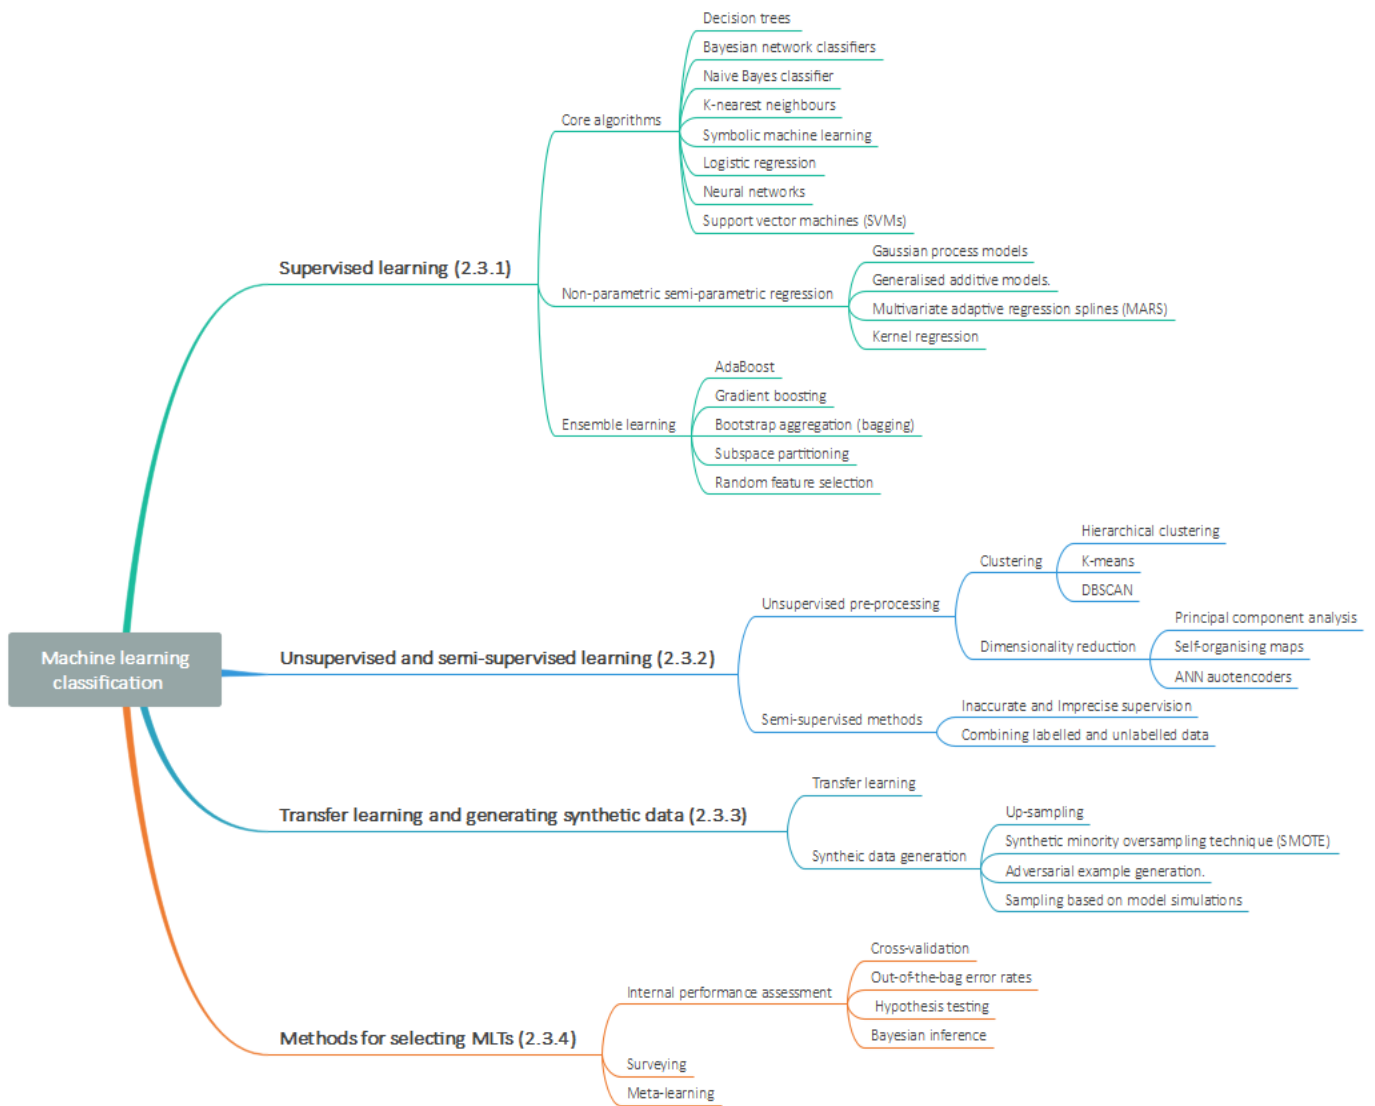 Decision trees
Bayesian network classifiers
Naive Bayes classifier
K-nearest neighbours
Core algorithms
Symbolic machine learning
Logistic regression
Neural networks
Support vector machines (SVMs)
Supervised learning (2.3.1)
Gaussian process models
Generalised additive models.
Non-parametric semi-parametric regression
Multivariate adaptive regression splines (MARS)
Kernel regression
AdaBoost
Gradient boosting
Ensemble learning
Bootstrap aggregation (bagging)
Subspace partitioning
Random feature selection
Machine learning
classification
Unsupervised and semi-supervised learning (2.3.2)
Unsupervised pre-processing
Clustering
Hierarchical clustering
K-means
DBSCAN
Dimensionality reduction
Principal component analysis
Self-organising maps
ANN auotencoders
Semi-supervised methods
Inaccurate and Imprecise supervision
Combining labelled and unlabelled data
Transfer learning and generating synthetic data (2.3.3)
Transfer learning
Syntheic data generation
Up-sampling
Synthetic minority oversampling technique (SMOTE)
Adversarial example generation.
Sampling based on model simulations
Methods for selecting MLTs (2.3.4)
Internal performance assessment
Cross-validation
Out-of-the-bag error rates
Hypothesis testing
Bayesian inference
Surveying
Meta-learning